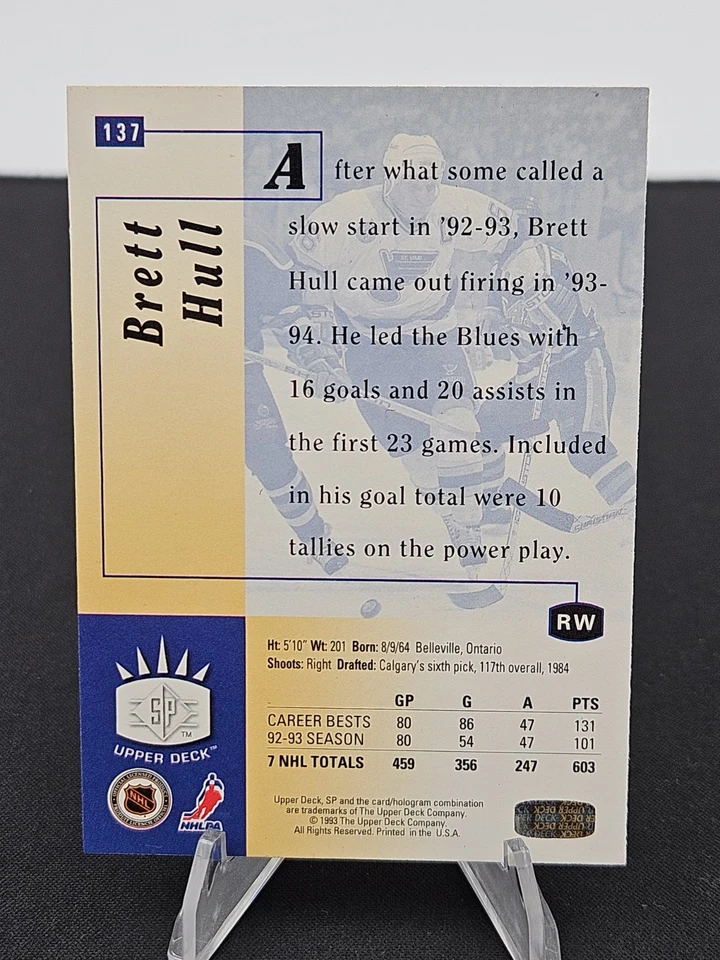 137
Brett
Hull
After what some called a
slow start in '92-93, Brett
Hull came out firing in '93-
94. He led the Blues with
16 goals and 20 assists in
the first 23 games. Included
in his goal total were 10
tallies on the power play.
RW
Ht: 5'10" Wt: 201 Born: 8/9/64 Belleville, Ontario
Shoots: Right Drafted: Calgary's sixth pick, 117th overall, 1984
GP G A PTS
CAREER BESTS 80 86 47 131
92-93 SEASON 80 54 47 101
7 NHL TOTALS 459 356 247 603
SP
TM
UPPER DECK™
NHL
NHLPA
Upper Deck, SP and the card/hologram combination
are trademarks of The Upper Deck Company.
© 1993 The Upper Deck Company.
All Rights Reserved. Printed in the U.S.A.
UPPER DECK